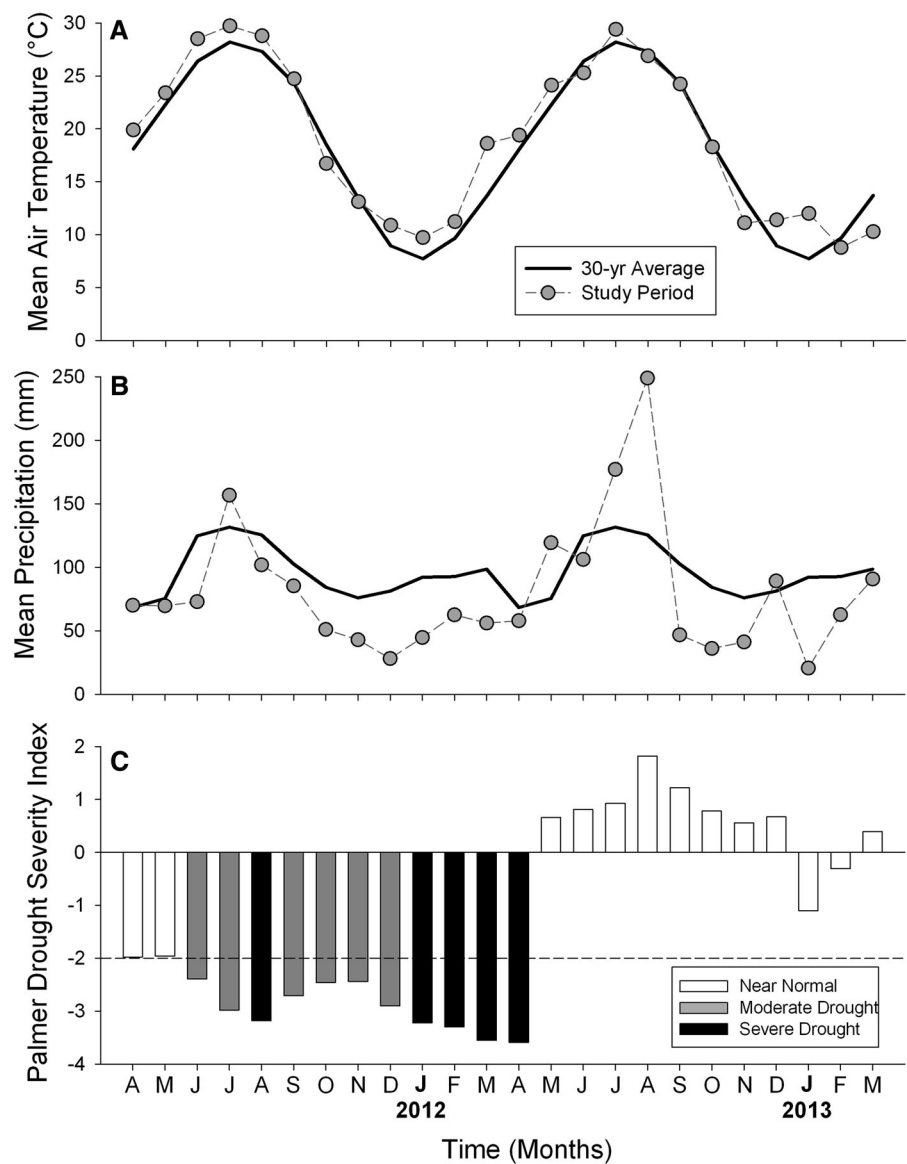 A
Mean Air Temperature (°C)
30
25
20
15
10
5
0
30-yr Average
Study Period
B
Mean Precipitation (mm)
250
200
150
100
50
0
C
Palmer Drought Severity Index
2
1
0
-1
-2
-3
-4
Near Normal
Moderate Drought
Severe Drought
A M J J A S O N D J F M A M J J A S O N D J F M
2012 2013
Time (Months)